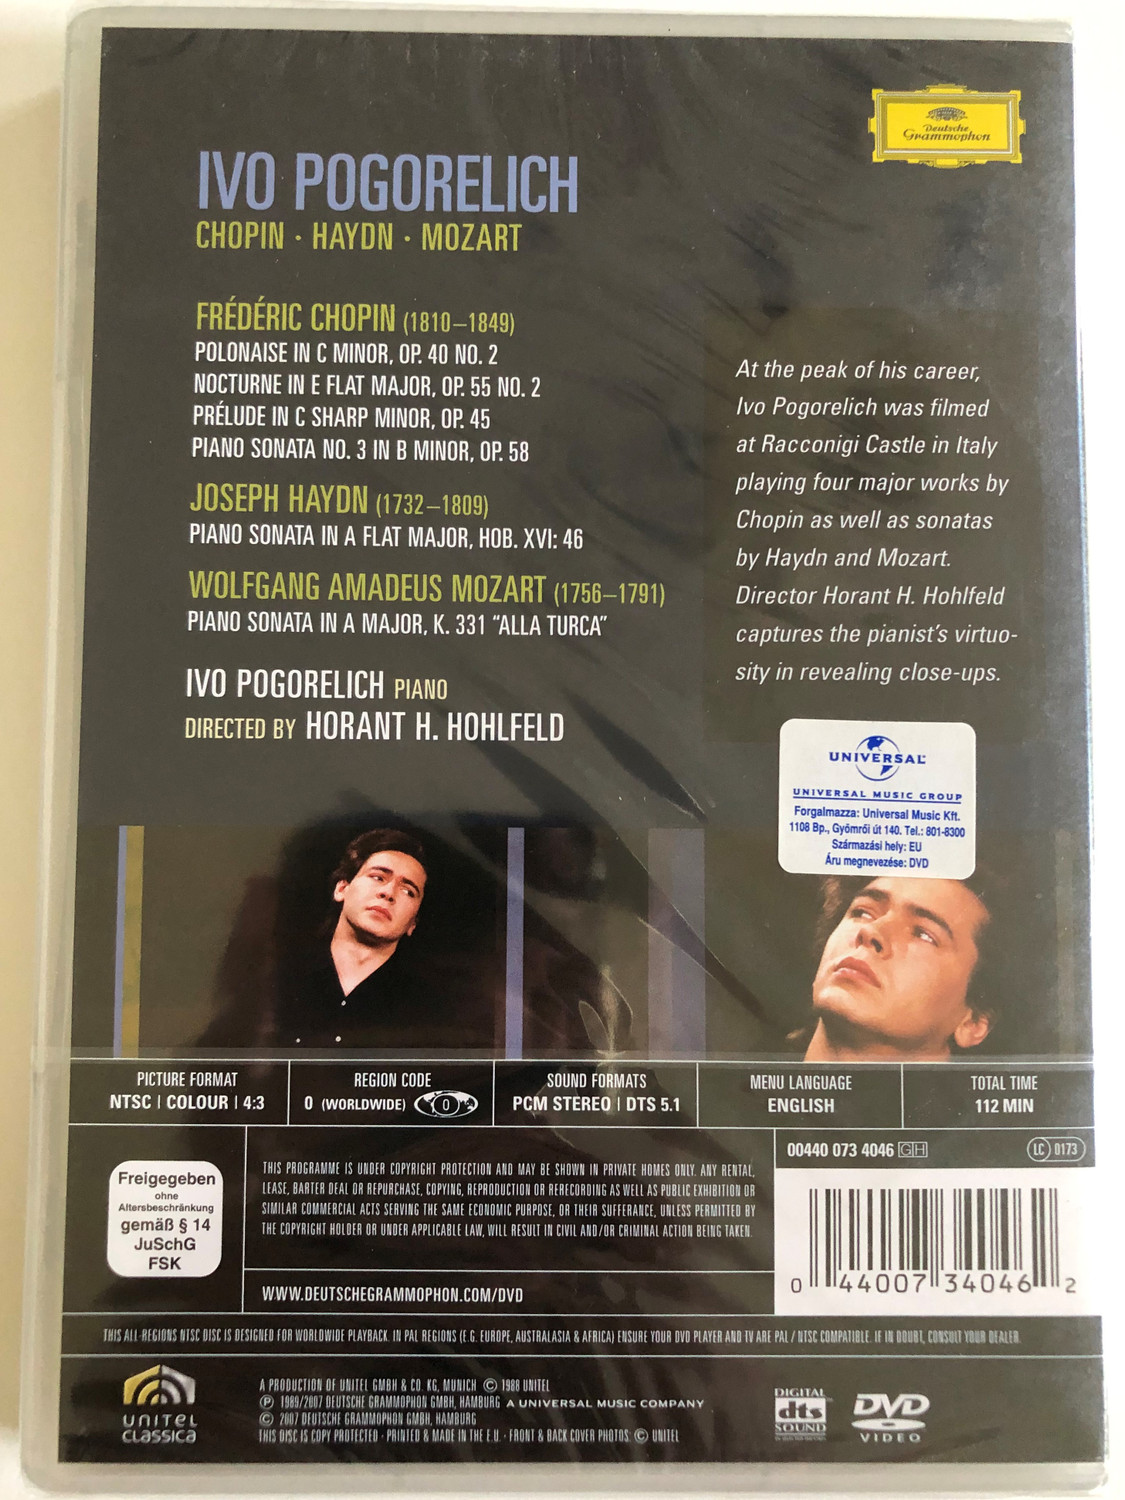 Deutsche
Grammophon
IVO POGORELICH
CHOPIN · HAYDN · MOZART
FRÉDÉRIC CHOPIN (1810–1849)
POLONAISE IN C MINOR, OP. 40 NO. 2
NOCTURNE IN E FLAT MAJOR, OP. 55 NO. 2
PRÉLUDE IN C SHARP MINOR, OP. 45
PIANO SONATA NO. 3 IN B MINOR, OP. 58
JOSEPH HAYDN (1732–1809)
PIANO SONATA IN A FLAT MAJOR, HOB. XVI: 46
WOLFGANG AMADEUS MOZART (1756–1791)
PIANO SONATA IN A MAJOR, K. 331 “ALLA TURCA”
IVO POGORELICH PIANO
DIRECTED BY HORANT H. HOHLFELD
At the peak of his career,
Ivo Pogorelich was filmed
at Racconigi Castle in Italy
playing four major works by
Chopin as well as sonatas
by Haydn and Mozart.
Director Horant H. Hohlfeld
captures the pianist’s virtuo-
sity in revealing close-ups.
UNIVERSAL
UNIVERSAL MUSIC GROUP
Forgalmazza: Universal Music Kft.
1108 Bp., Gyömrői út 140. Tel.: 801-8300
Származási hely: EU
Áru megnevezése: DVD
PICTURE FORMAT
NTSC | COLOUR | 4:3
REGION CODE
0 (WORLDWIDE) 0
SOUND FORMATS
PCM STEREO | DTS 5.1
MENU LANGUAGE
ENGLISH
TOTAL TIME
112 MIN
Freigegeben
ohne
Altersbeschränkung
gemäß § 14
JuSchG
FSK
THIS PROGRAMME IS UNDER COPYRIGHT PROTECTION AND MAY BE SHOWN IN PRIVATE HOMES ONLY. ANY RENTAL,
LEASE, BARTER DEAL OR REPURCHASE, COPYING, REPRODUCTION OR RERECORDING AS WELL AS PUBLIC EXHIBITION OR
SIMILAR COMMERCIAL ACTS SERVING THE SAME ECONOMIC PURPOSE, OR THEIR SUFFERANCE, UNLESS PERMITTED BY
THE COPYRIGHT HOLDER OR UNDER APPLICABLE LAW, WILL RESULT IN CIVIL AND/OR CRIMINAL ACTION BEING TAKEN.
WWW.DEUTSCHEGRAMMOPHON.COM/DVD
00440 073 4046 GH
LC 0173
0 44007 34046 2
THIS ALL-REGIONS NTSC DISC IS DESIGNED FOR WORLDWIDE PLAYBACK. IN PAL REGIONS (E.G. EUROPE, AUSTRALASIA & AFRICA) ENSURE YOUR DVD PLAYER AND TV ARE PAL / NTSC COMPATIBLE. IF IN DOUBT, CONSULT YOUR DEALER.
UNITEL
CLASSICA
A PRODUCTION OF UNITEL GMBH & CO. KG, MUNICH © 1988 UNITEL
℗ 1989/2007 DEUTSCHE GRAMMOPHON GMBH, HAMBURG A UNIVERSAL MUSIC COMPANY
© 2007 DEUTSCHE GRAMMOPHON GMBH, HAMBURG
THIS DISC IS COPY PROTECTED · PRINTED & MADE IN THE E.U. · FRONT & BACK COVER PHOTOS: © UNITEL
DIGITAL
dts
SOUND
DVD
VIDEO